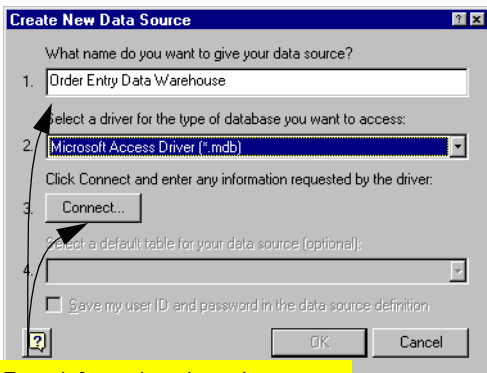 Create New Data Source
What name do you want to give your data source?
1. Order Entry Data Warehouse
Select a driver for the type of database you want to access:
2. Microsoft Access Driver (*.mdb)
Click Connect and enter any information requested by the driver:
3. Connect...
Select a default table for your data source (optional):
4.
Save my user ID and password in the data source definition
OK Cancel